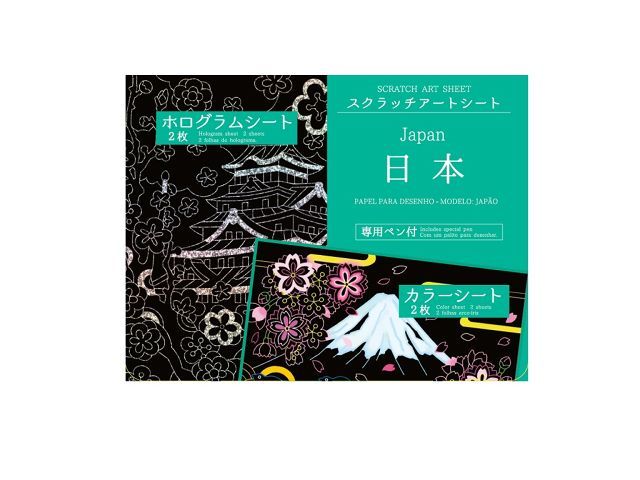 SCRATCH ART SHEET
スクラッチアートシート
Japan
日本
PAPEL PARA DESENHO - MODELO: JAPÃO
専用ペン付
Includes special pen
Com um palito para desenhar.
ホログラムシート
2枚
Hologram sheet 2 sheets
2 folhas de holograma.
カラーシート
2枚
Color sheet 2 sheets
2 folhas arco-iris